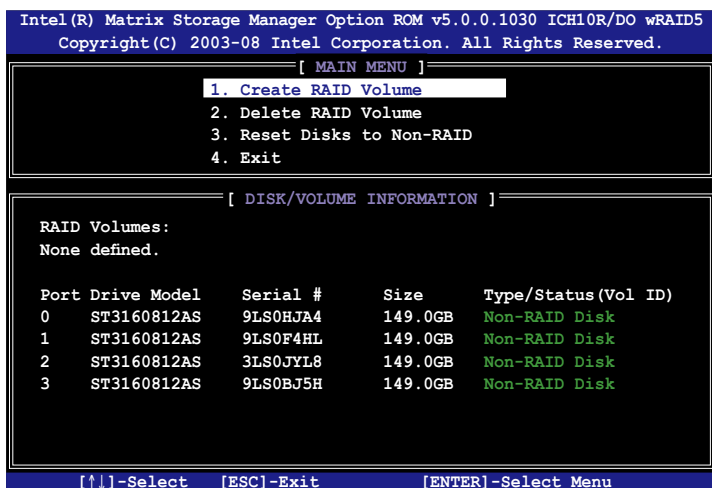 Intel(R) Matrix Storage Manager Option ROM v5.0.0.1030 ICH10R/DO wRAID5
Copyright(C) 2003-08 Intel Corporation. All Rights Reserved.
[ MAIN MENU ]
1. Create RAID Volume
2. Delete RAID Volume
3. Reset Disks to Non-RAID
4. Exit
[ DISK/VOLUME INFORMATION ]
RAID Volumes:
None defined.
Port Drive Model Serial # Size Type/Status(Vol ID)
0 ST3160812AS 9LS0HJA4 149.0GB Non-RAID Disk
1 ST3160812AS 9LS0F4HL 149.0GB Non-RAID Disk
2 ST3160812AS 3LS0JYL8 149.0GB Non-RAID Disk
3 ST3160812AS 9LS0BJ5H 149.0GB Non-RAID Disk
[↑↓]-Select [ESC]-Exit [ENTER]-Select Menu